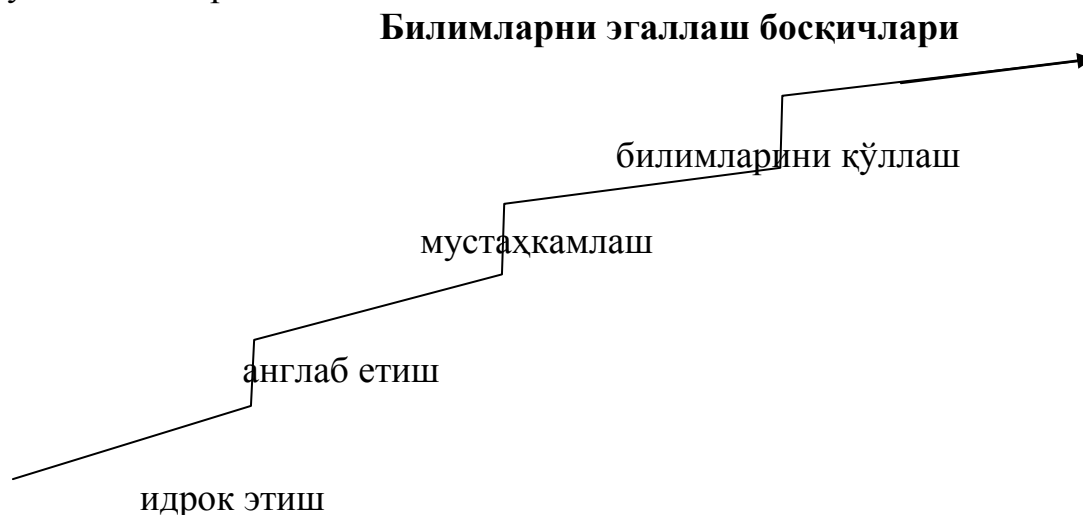 Билимларни эгаллаш босқичлари
билимларини қўллаш
мустаҳкамлаш
англаб етиш
идрок этиш